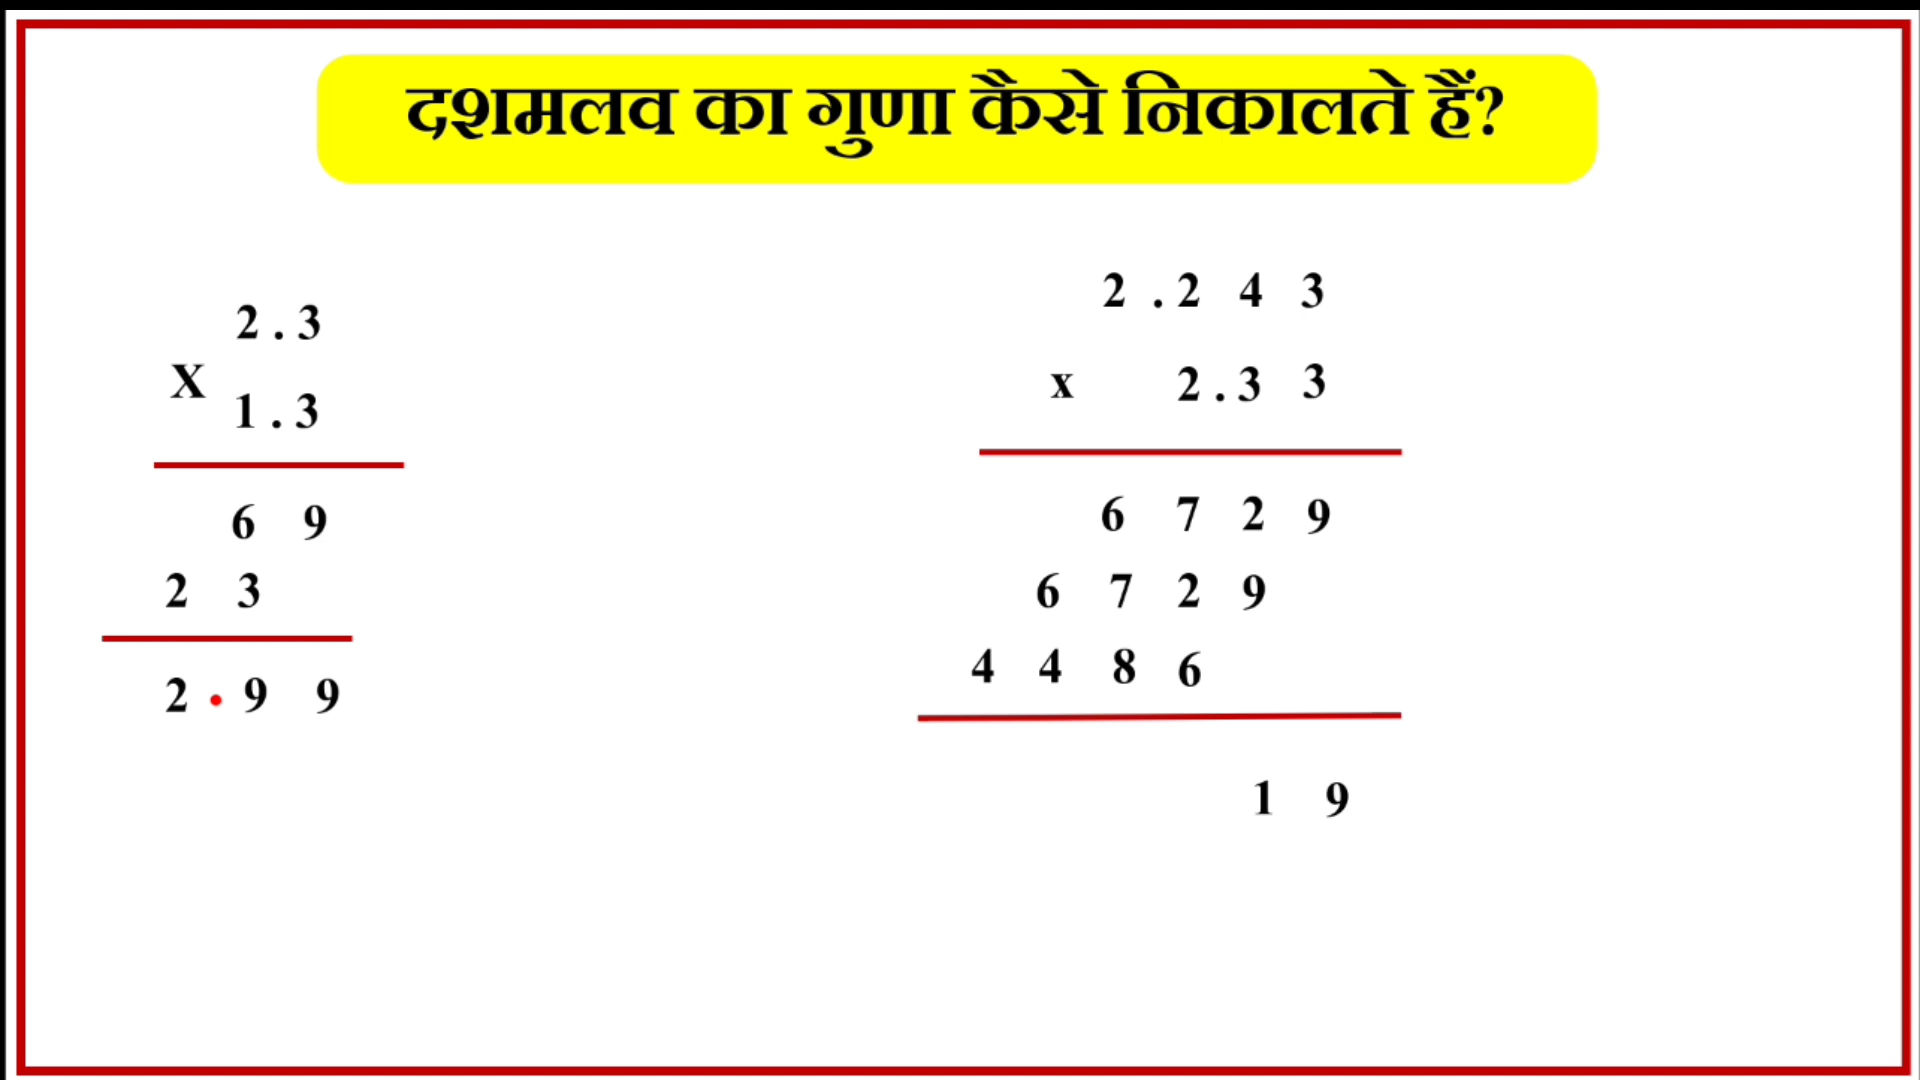 दशमलव का गुणा कैसे निकालते हैं?
2 . 3
X
1 . 3
6 9
2 3
2 . 9 9
2 . 2 4 3
x 2 . 3 3
6 7 2 9
6 7 2 9
4 4 8 6
1 9